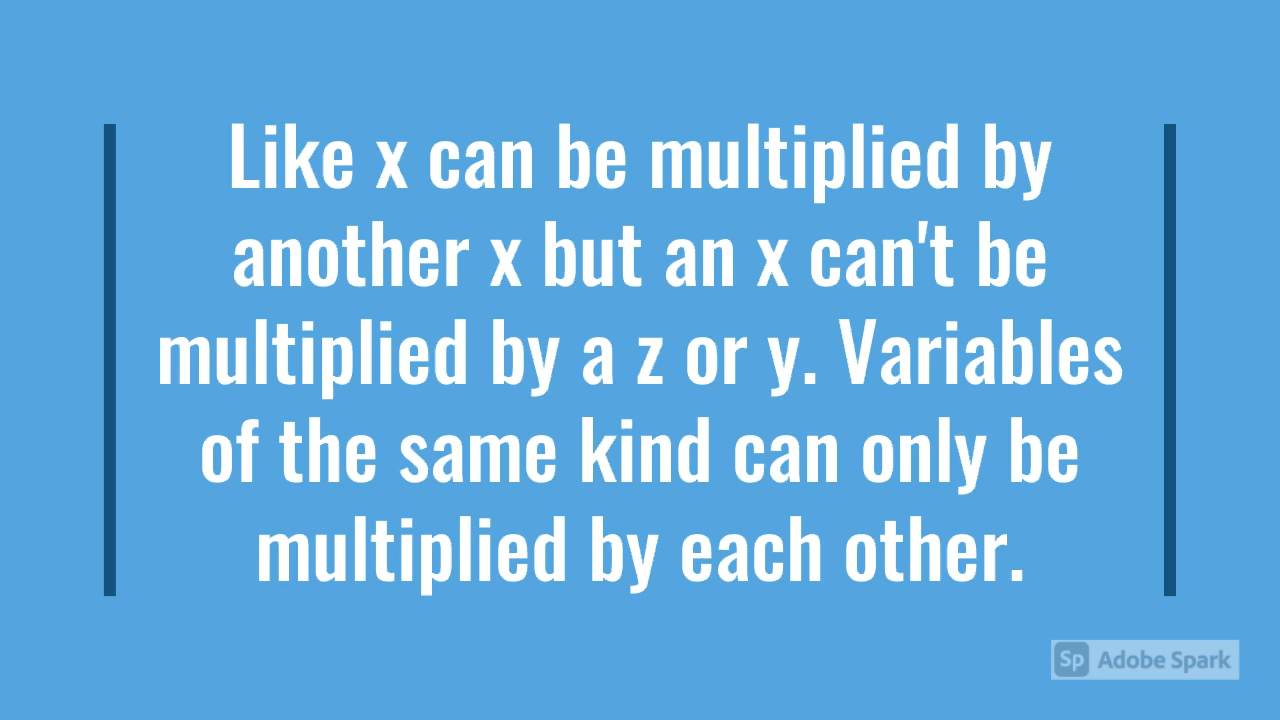 Like x can be multiplied by
another x but an x can't be
multiplied by a z or y. Variables
of the same kind can only be
multiplied by each other.
Sp Adobe Spark